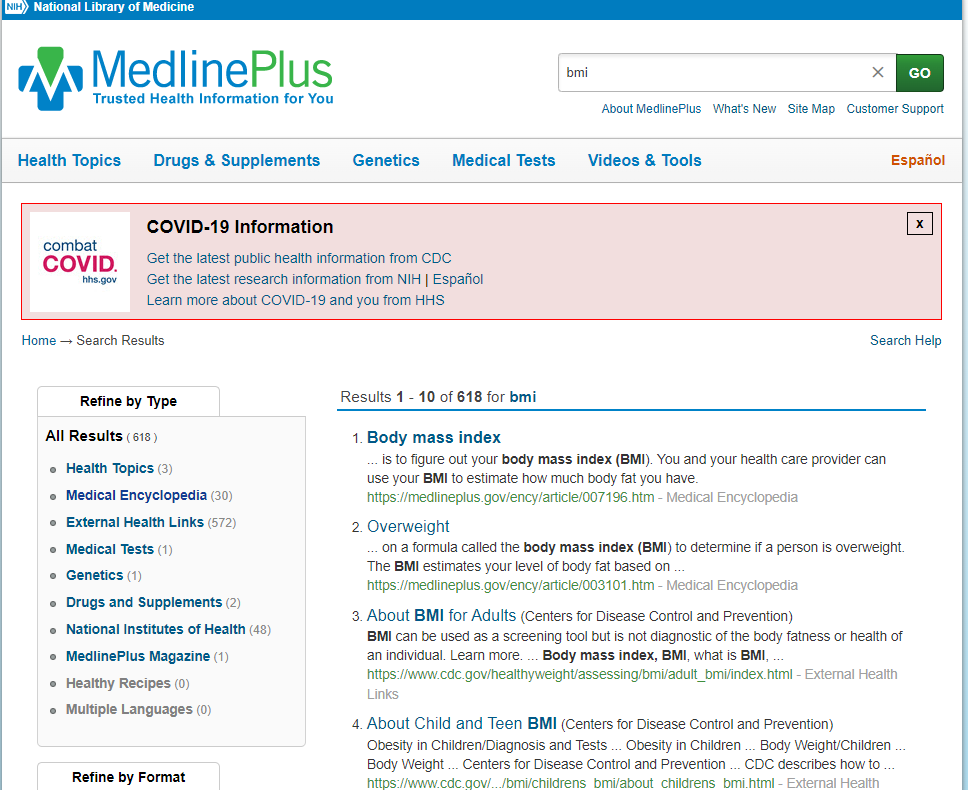 NIH National Library of Medicine
MedlinePlus
Trusted Health Information for You
bmi
GO
About MedlinePlus What's New Site Map Customer Support
Health Topics Drugs & Supplements Genetics Medical Tests Videos & Tools Español
combat
COVID.
hhs.gov
COVID-19 Information
x
Get the latest public health information from CDC
Get the latest research information from NIH | Español
Learn more about COVID-19 and you from HHS
Home → Search Results
Search Help
Refine by Type
All Results ( 618 )
Health Topics (3)
Medical Encyclopedia (30)
External Health Links (572)
Medical Tests (1)
Genetics (1)
Drugs and Supplements (2)
National Institutes of Health (48)
MedlinePlus Magazine (1)
Healthy Recipes (0)
Multiple Languages (0)
Refine by Format
Results 1 - 10 of 618 for bmi
1. Body mass index
... is to figure out your body mass index (BMI). You and your health care provider can
use your BMI to estimate how much body fat you have.
https://medlineplus.gov/ency/article/007196.htm - Medical Encyclopedia
2. Overweight
... on a formula called the body mass index (BMI) to determine if a person is overweight.
The BMI estimates your level of body fat based on ...
https://medlineplus.gov/ency/article/003101.htm - Medical Encyclopedia
3. About BMI for Adults (Centers for Disease Control and Prevention)
BMI can be used as a screening tool but is not diagnostic of the body fatness or health of
an individual. Learn more. ... Body mass index, BMI, what is BMI, ...
https://www.cdc.gov/healthyweight/assessing/bmi/adult_bmi/index.html - External Health
Links
4. About Child and Teen BMI (Centers for Disease Control and Prevention)
Obesity in Children/Diagnosis and Tests ... Obesity in Children ... Body Weight/Children ...
Body Weight ... Centers for Disease Control and Prevention ... CDC describes how to ...
https://www.cdc.gov/.../bmi/childrens_bmi/about_childrens_bmi.html - External Health